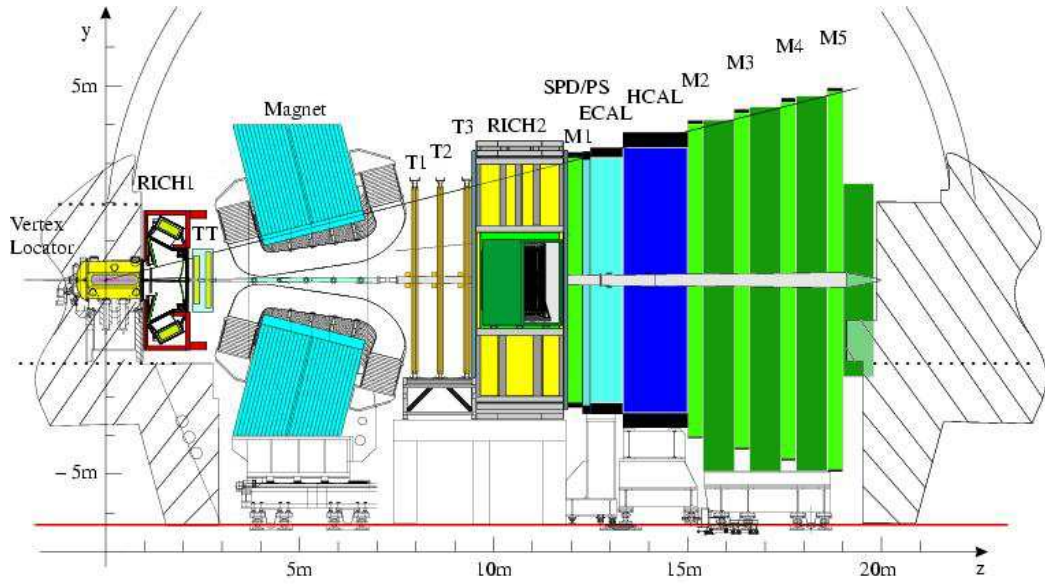 y
5m
Magnet
SPD/PS
ECAL
HCAL
M1
M2
M3
M4
M5
T1
T2
T3
RICH2
RICH1
TT
Vertex
Locator
– 5m
5m
10m
15m
20m
z